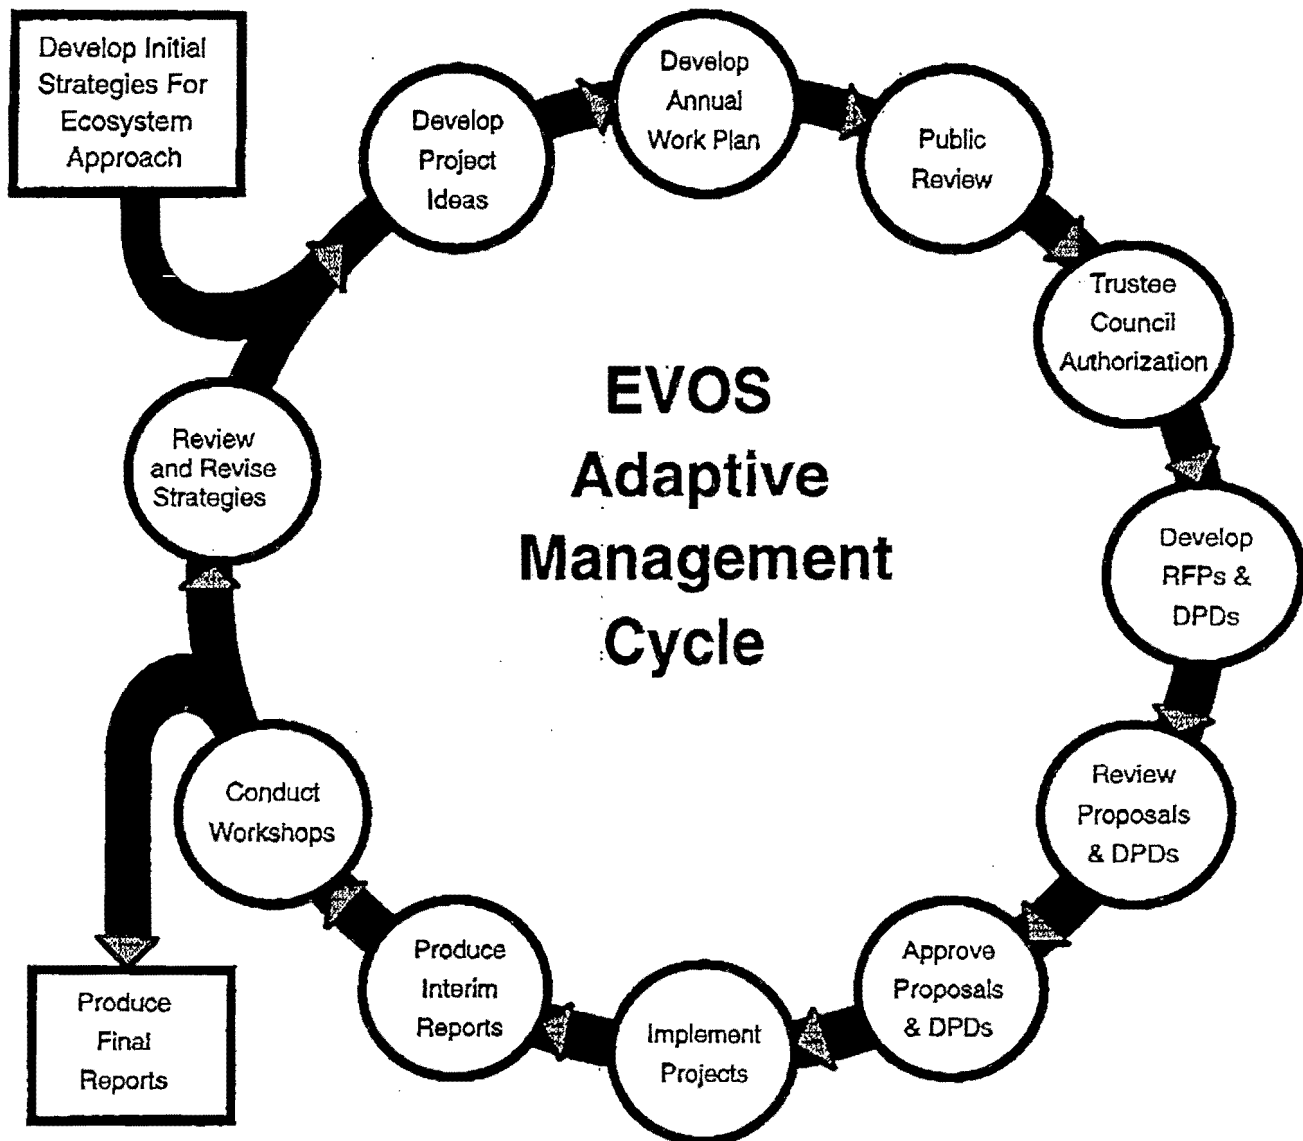 Develop Initial
Strategies For
Ecosystem
Approach
Develop
Project
Ideas
Develop
Annual
Work Plan
Public
Review
Trustee
Council
Authorization
Develop
RFPs &
DPDs
Review
Proposals
& DPDs
Approve
Proposals
& DPDs
Implement
Projects
Produce
Interim
Reports
Conduct
Workshops
Review
and Revise
Strategies
Produce
Final
Reports
EVOS
Adaptive
Management
Cycle